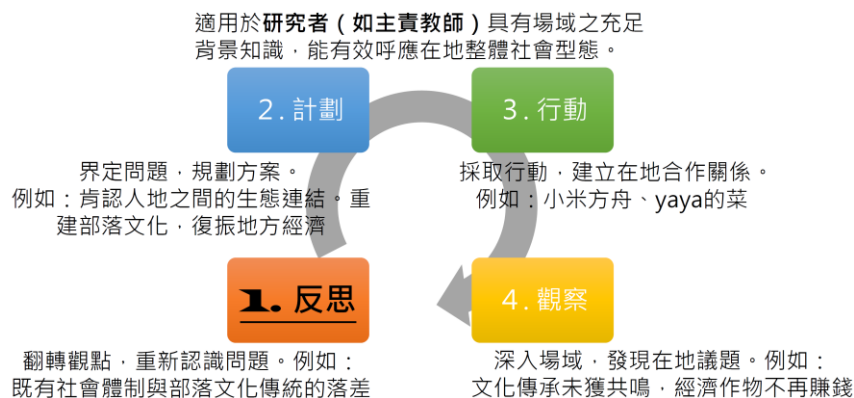 適用於研究者（如主責教師）具有場域之充足
背景知識，能有效呼應在地整體社會型態。
2.計劃
界定問題，規劃方案。
例如：肯認人地之間的生態連結。重
建部落文化，復振地方經濟
3.行動
採取行動，建立在地合作關係。
例如：小米方舟、yaya的菜
1. 反思
翻轉觀點，重新認識問題。例如：
既有社會體制與部落文化傳統的落差
4.觀察
深入場域，發現在地議題。例如：
文化傳承未獲共鳴，經濟作物不再賺錢